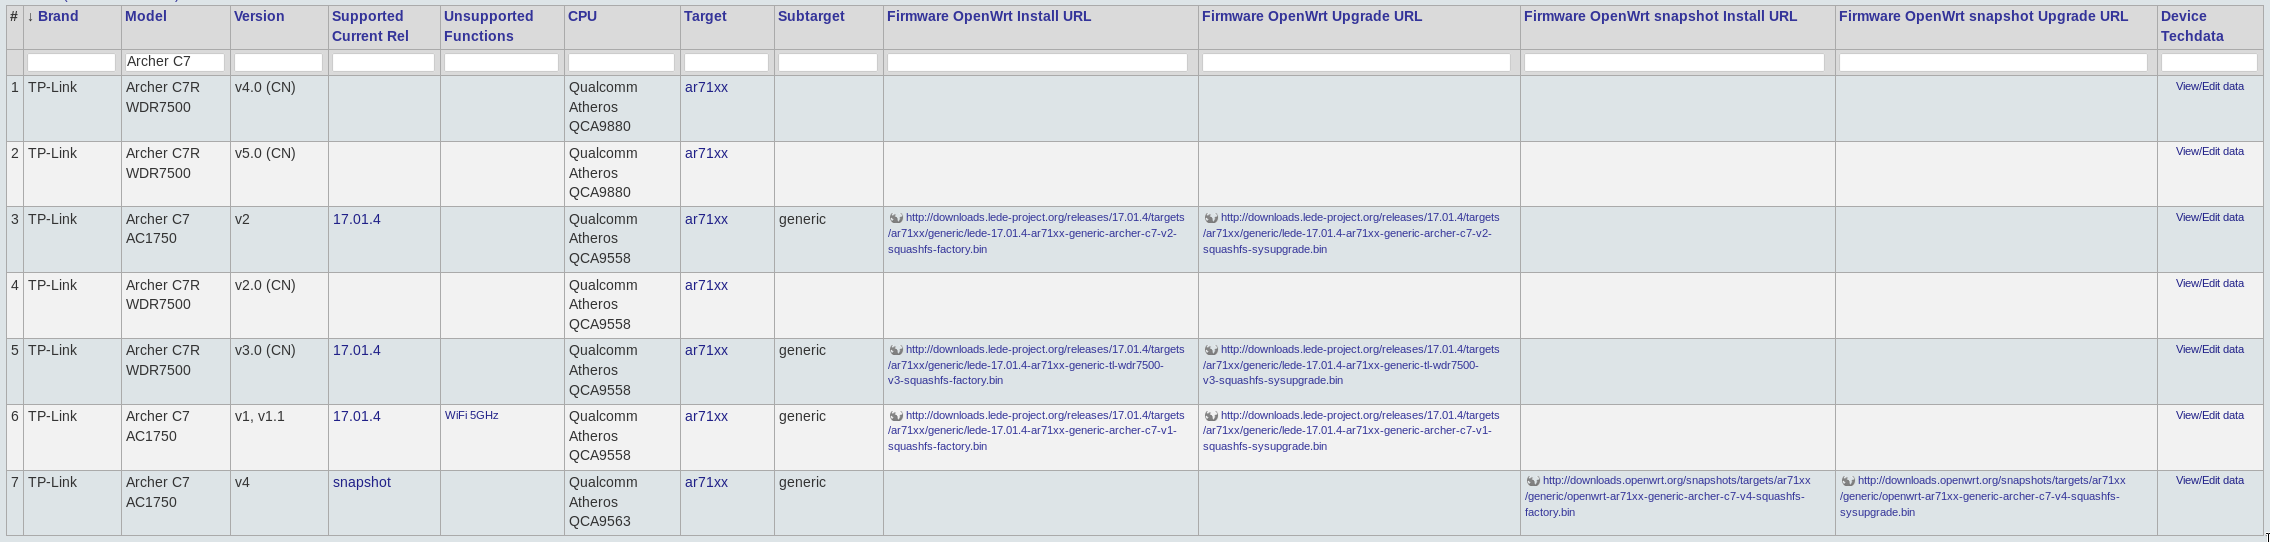 # ↓ Brand Model Version Supported Current Rel Unsupported Functions CPU Target Subtarget Firmware OpenWrt Install URL Firmware OpenWrt Upgrade URL Firmware OpenWrt snapshot Install URL Firmware OpenWrt snapshot Upgrade URL Device Techdata
Archer C7
1 TP-Link Archer C7R v4.0 (CN) Qualcomm ar71xx View/Edit data
WDR7500 Atheros
QCA9880
2 TP-Link Archer C7R v5.0 (CN) Qualcomm ar71xx View/Edit data
WDR7500 Atheros
QCA9880
3 TP-Link Archer C7 v2 17.01.4 Qualcomm ar71xx generic http://downloads.lede-project.org/releases/17.01.4/targets http://downloads.lede-project.org/releases/17.01.4/targets View/Edit data
AC1750 Atheros /ar71xx/generic/lede-17.01.4-ar71xx-generic-archer-c7-v2- /ar71xx/generic/lede-17.01.4-ar71xx-generic-archer-c7-v2-
QCA9558 squashfs-factory.bin squashfs-sysupgrade.bin
4 TP-Link Archer C7R v2.0 (CN) Qualcomm ar71xx View/Edit data
WDR7500 Atheros
QCA9558
5 TP-Link Archer C7R v3.0 (CN) 17.01.4 Qualcomm ar71xx generic http://downloads.lede-project.org/releases/17.01.4/targets http://downloads.lede-project.org/releases/17.01.4/targets View/Edit data
WDR7500 Atheros /ar71xx/generic/lede-17.01.4-ar71xx-generic-tl-wdr7500- /ar71xx/generic/lede-17.01.4-ar71xx-generic-tl-wdr7500-
QCA9558 v3-squashfs-factory.bin v3-squashfs-sysupgrade.bin
6 TP-Link Archer C7 v1, v1.1 17.01.4 WiFi 5GHz Qualcomm ar71xx generic http://downloads.lede-project.org/releases/17.01.4/targets http://downloads.lede-project.org/releases/17.01.4/targets View/Edit data
AC1750 Atheros /ar71xx/generic/lede-17.01.4-ar71xx-generic-archer-c7-v1- /ar71xx/generic/lede-17.01.4-ar71xx-generic-archer-c7-v1-
QCA9558 squashfs-factory.bin squashfs-sysupgrade.bin
7 TP-Link Archer C7 v4 snapshot Qualcomm ar71xx generic http://downloads.openwrt.org/snapshots/targets/ar71xx http://downloads.openwrt.org/snapshots/targets/ar71xx View/Edit data
AC1750 Atheros /generic/openwrt-ar71xx-generic-archer-c7-v4-squashfs- /generic/openwrt-ar71xx-generic-archer-c7-v4-squashfs-
QCA9563 factory.bin sysupgrade.bin